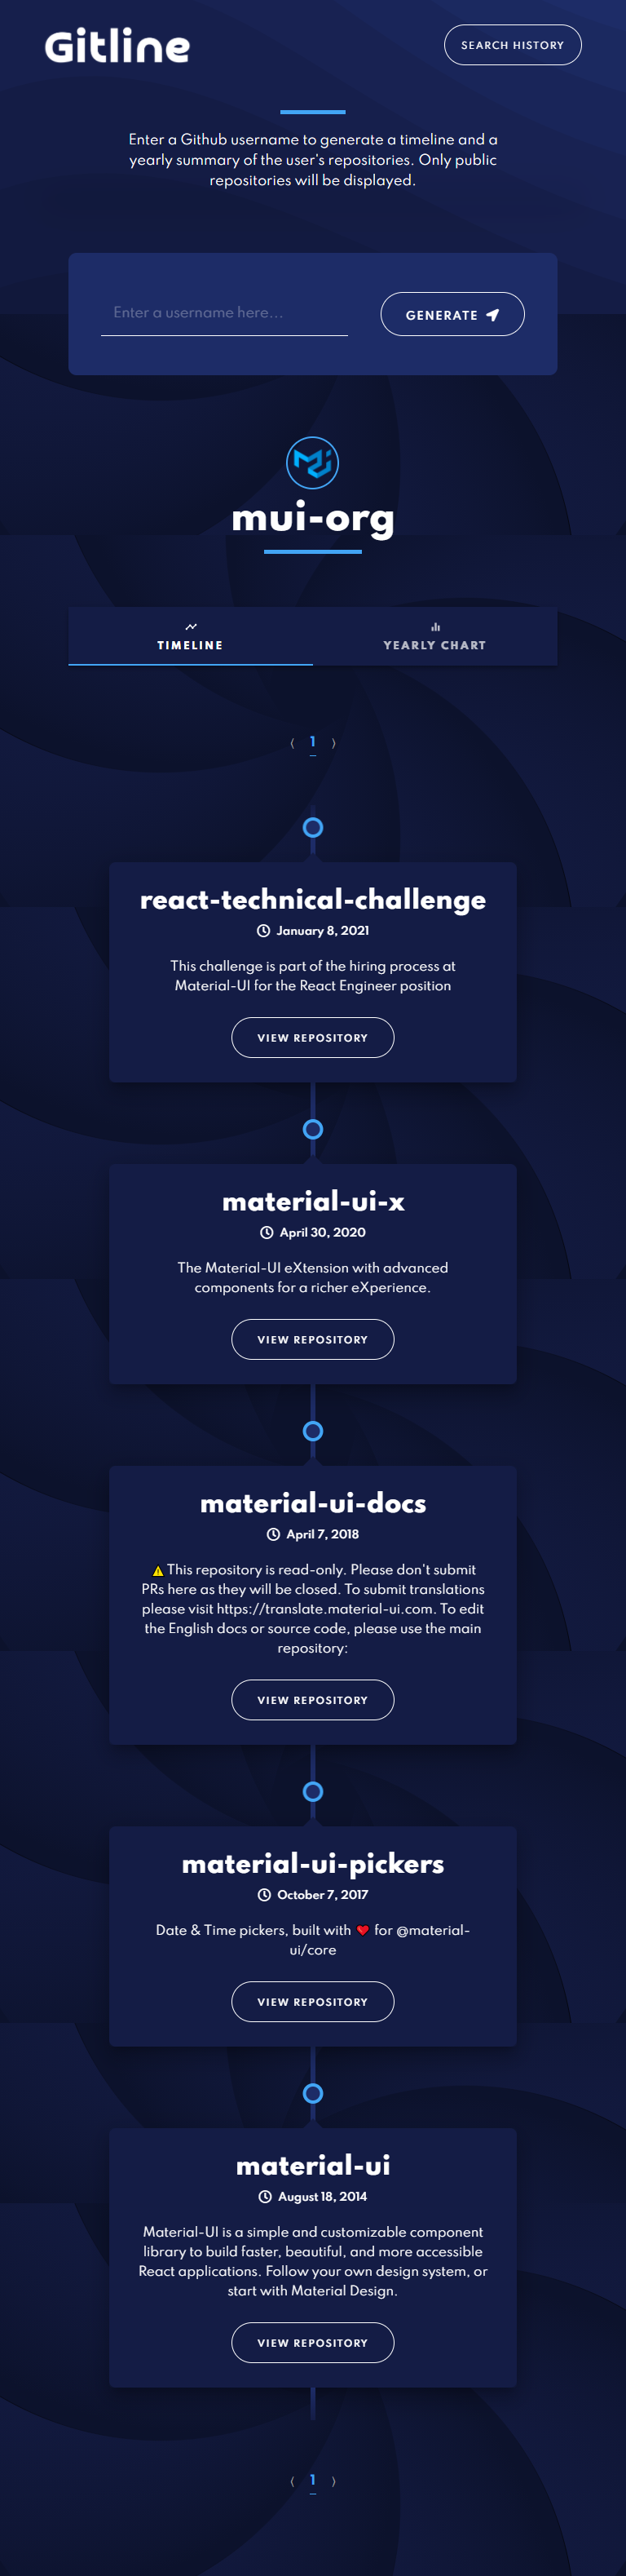 Gitline
SEARCH HISTORY
Enter a Github username to generate a timeline and a
yearly summary of the user's repositories. Only public
repositories will be displayed.
Enter a username here...
GENERATE
mui-org
TIMELINE
YEARLY CHART
⟨ 1 ⟩
react-technical-challenge
January 8, 2021
This challenge is part of the hiring process at
Material-UI for the React Engineer position
VIEW REPOSITORY
material-ui-x
April 30, 2020
The Material-UI eXtension with advanced
components for a richer eXperience.
VIEW REPOSITORY
material-ui-docs
April 7, 2018
⚠️ This repository is read-only. Please don't submit
PRs here as they will be closed. To submit translations
please visit https://translate.material-ui.com. To edit
the English docs or source code, please use the main
repository:
VIEW REPOSITORY
material-ui-pickers
October 7, 2017
Date & Time pickers, built with ❤️ for @material-
ui/core
VIEW REPOSITORY
material-ui
August 18, 2014
Material-UI is a simple and customizable component
library to build faster, beautiful, and more accessible
React applications. Follow your own design system, or
start with Material Design.
VIEW REPOSITORY
⟨ 1 ⟩